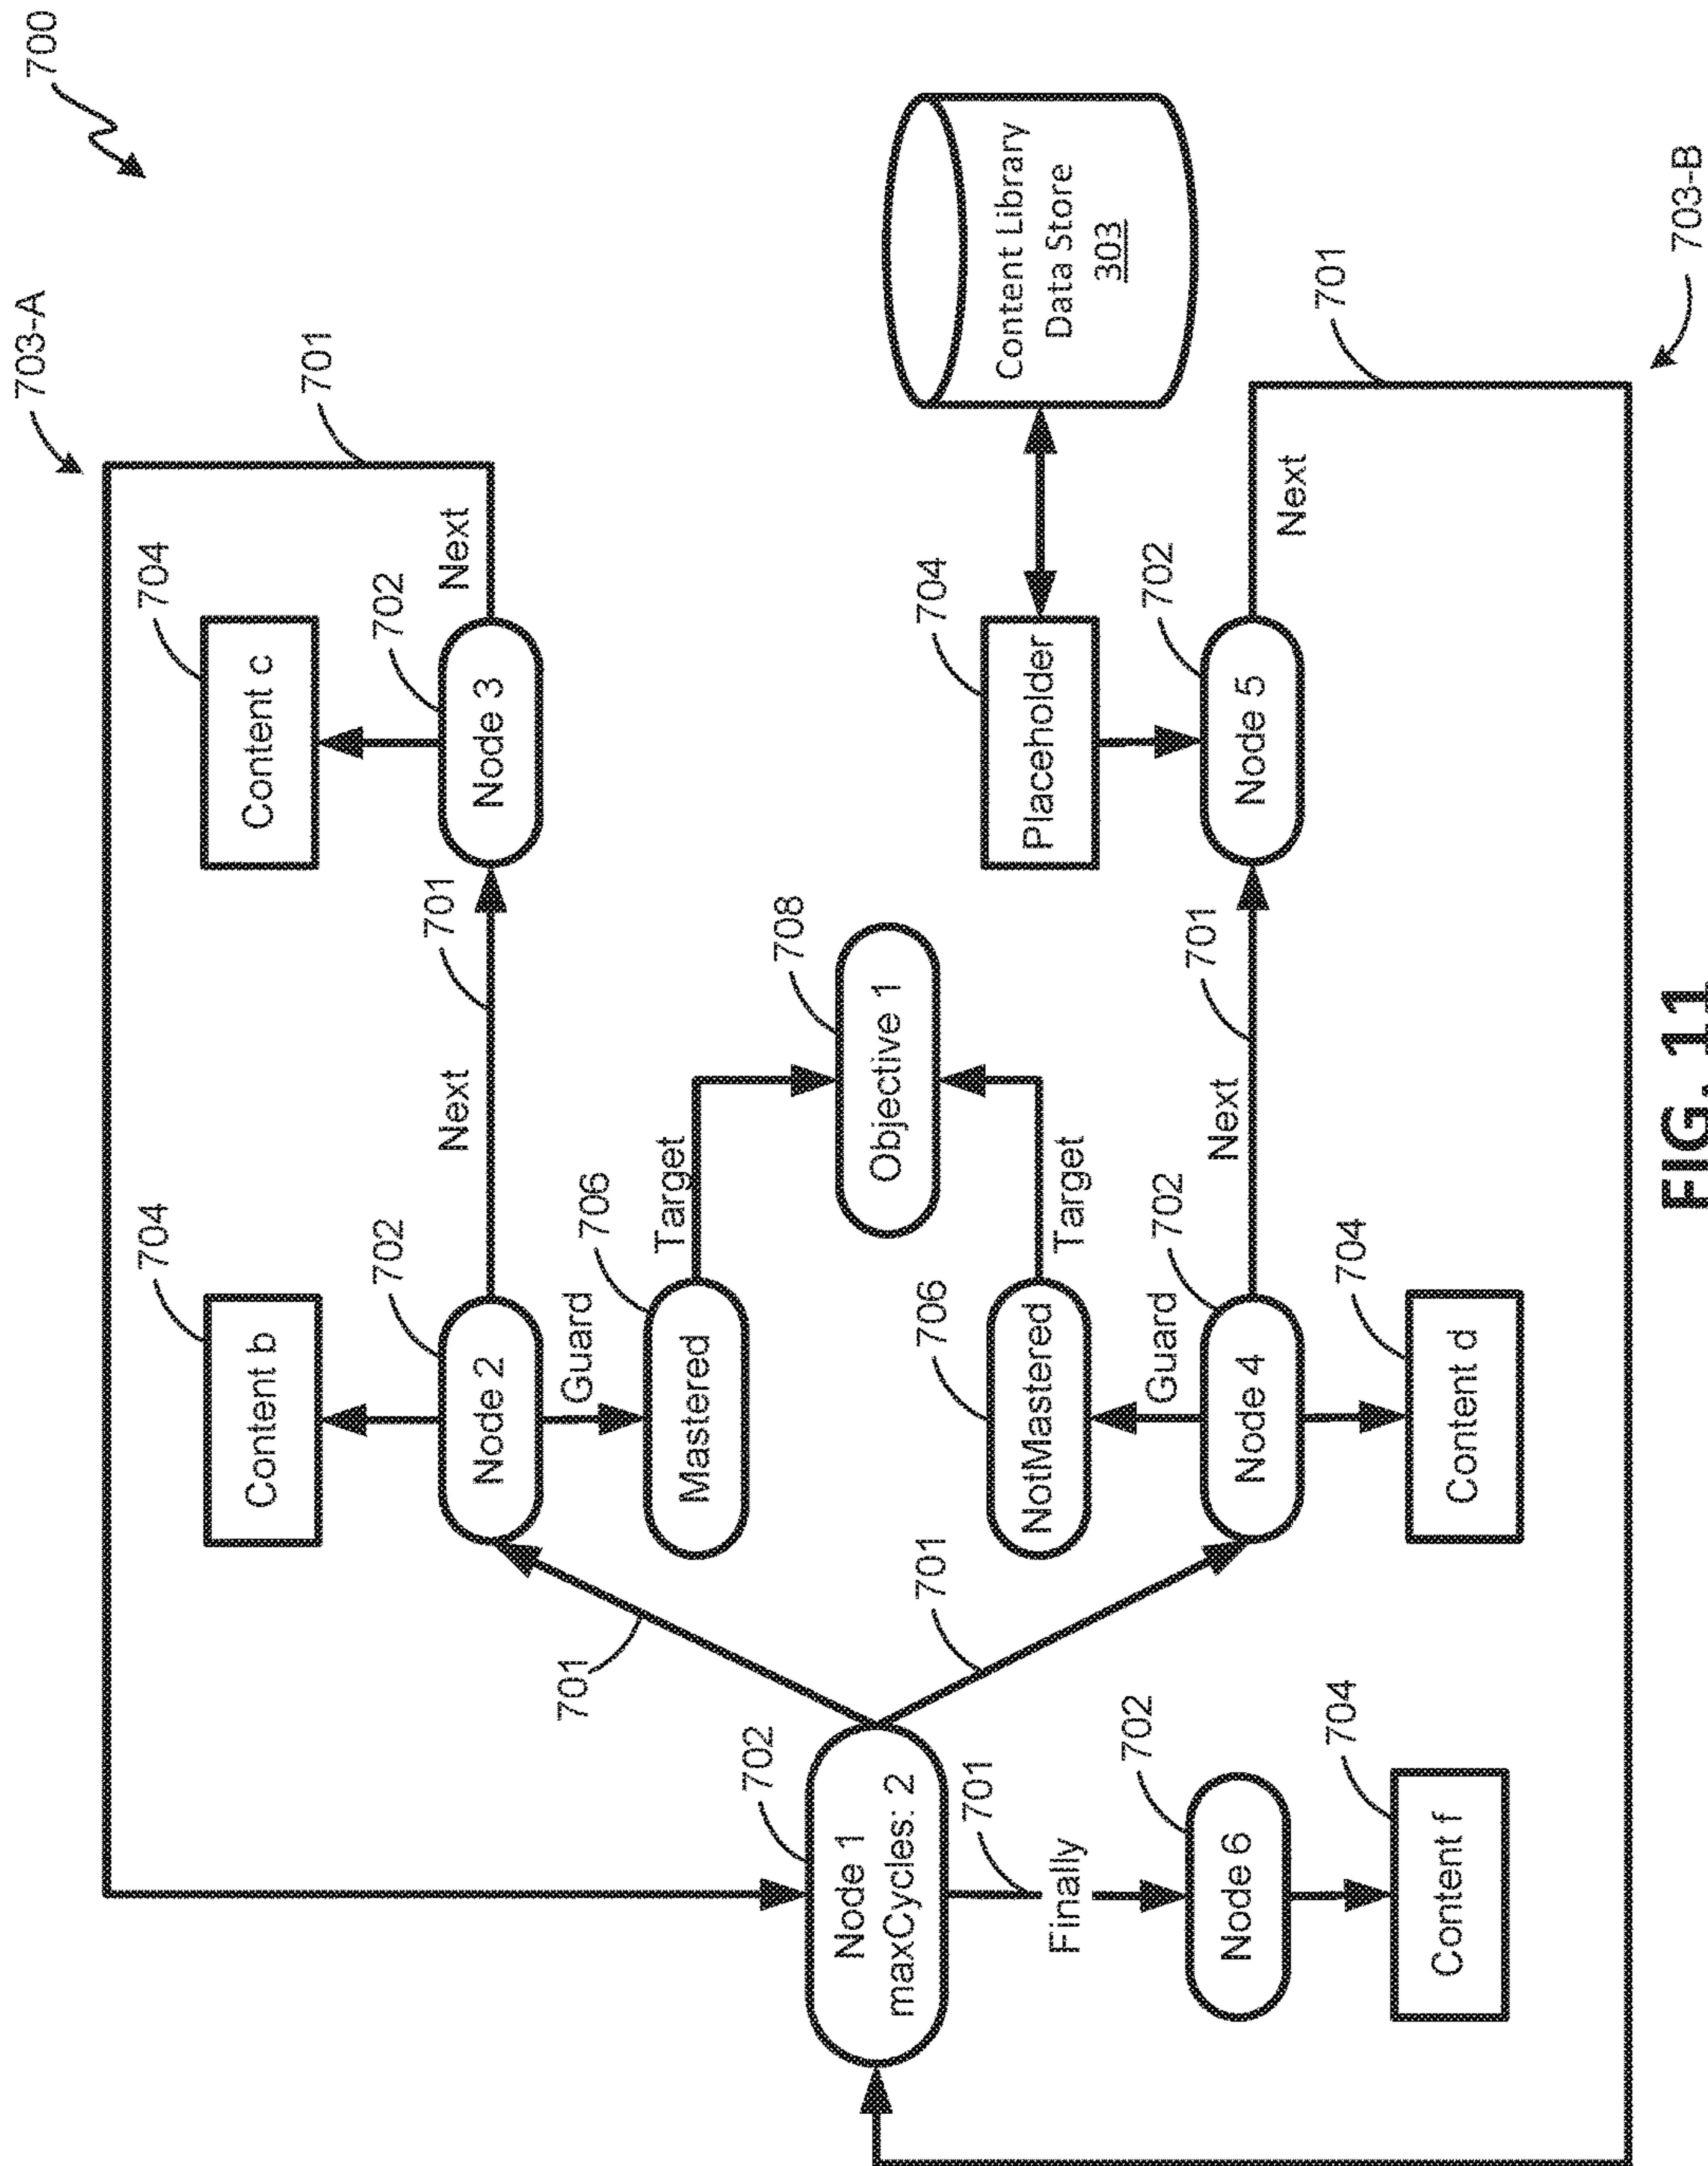 700
703-A
704
Content b
704
Content c
701
702
Node 2
Next
701
702
Node 3
Next
Guard
706
Mastered
Target
701
702
Node 1
maxCycles: 2
708
Objective 1
704
Placeholder
Content Library
Data Store
303
706
NotMastered
Target
701
701
Finally
Guard
702
Node 4
Next
701
702
Node 5
Next
701
702
Node 6
704
Content d
704
Content f
703-B
FIG. 11